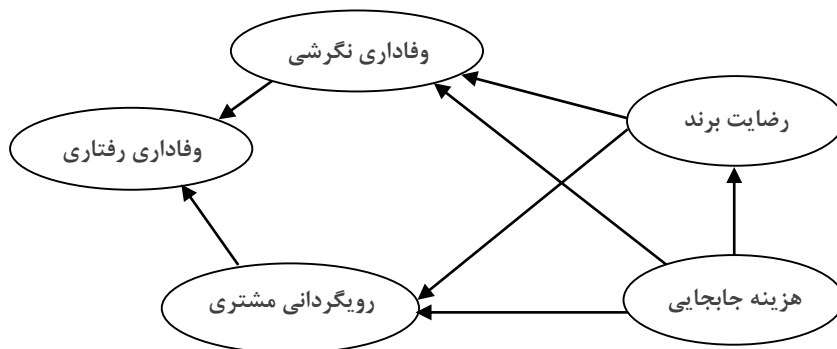 وفاداری نگرشی
رضایت برند
وفاداری رفتاری
هزینه جابجایی
رویگردانی مشتری